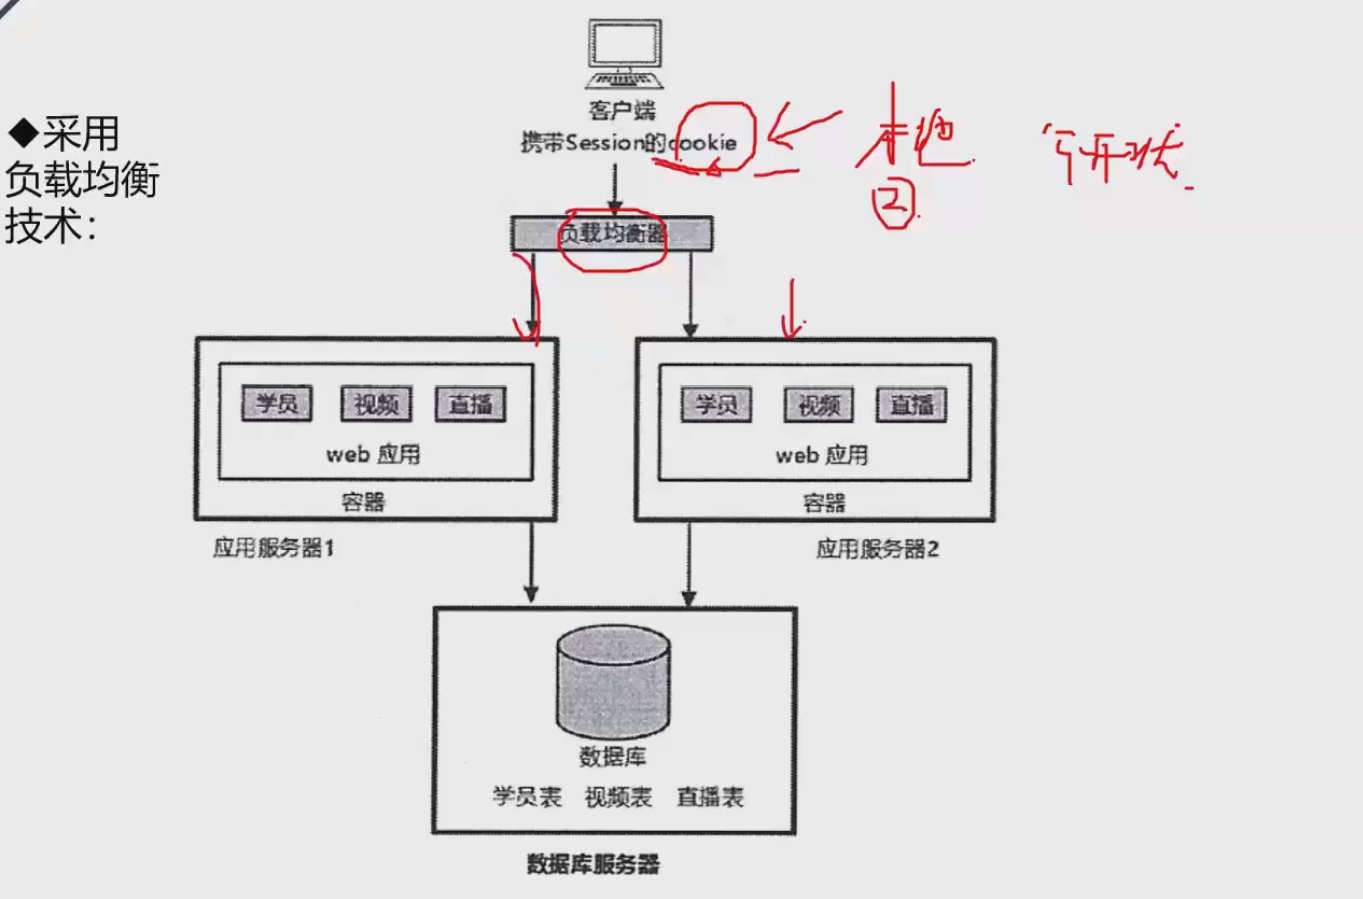 ◆采用
负载均衡
技术：
客户端
携带Session的cookie
本地
②
负载均衡器
学员 视频 直播
web 应用
容器
应用服务器1
学员 视频 直播
web 应用
容器
应用服务器2
数据库
学员表 视频表 直播表
数据库服务器